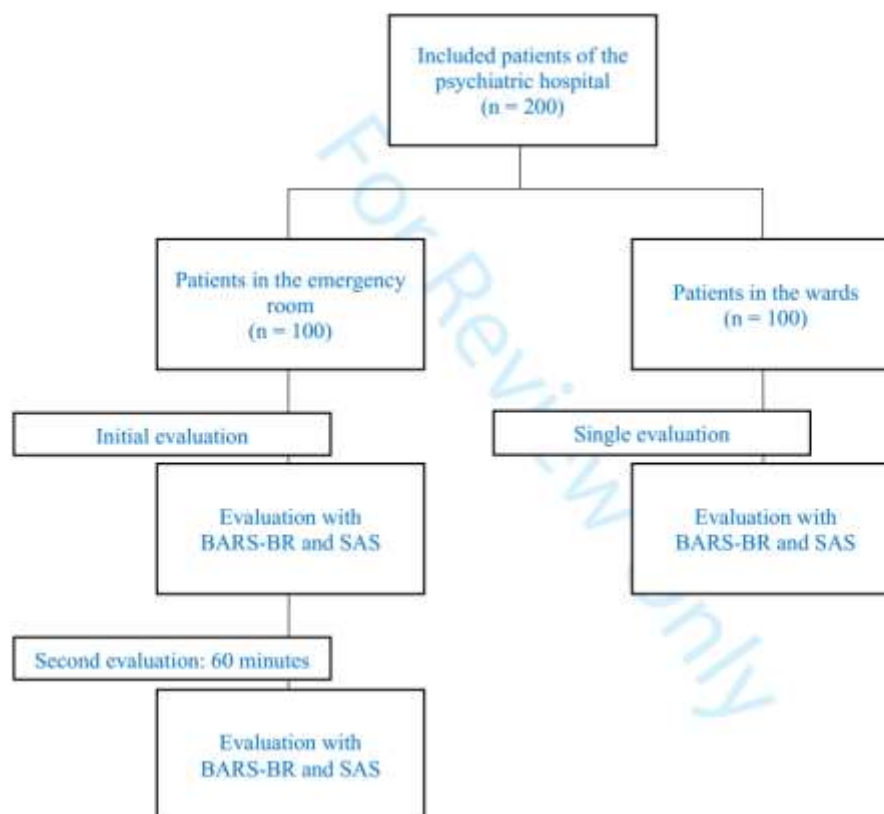 Included patients of the
psychiatric hospital
(n = 200)
Patients in the emergency
room
(n = 100)
Patients in the wards
(n = 100)
Initial evaluation
Single evaluation
Evaluation with
BARS-BR and SAS
Evaluation with
BARS-BR and SAS
Second evaluation: 60 minutes
Evaluation with
BARS-BR and SAS
For Review Only